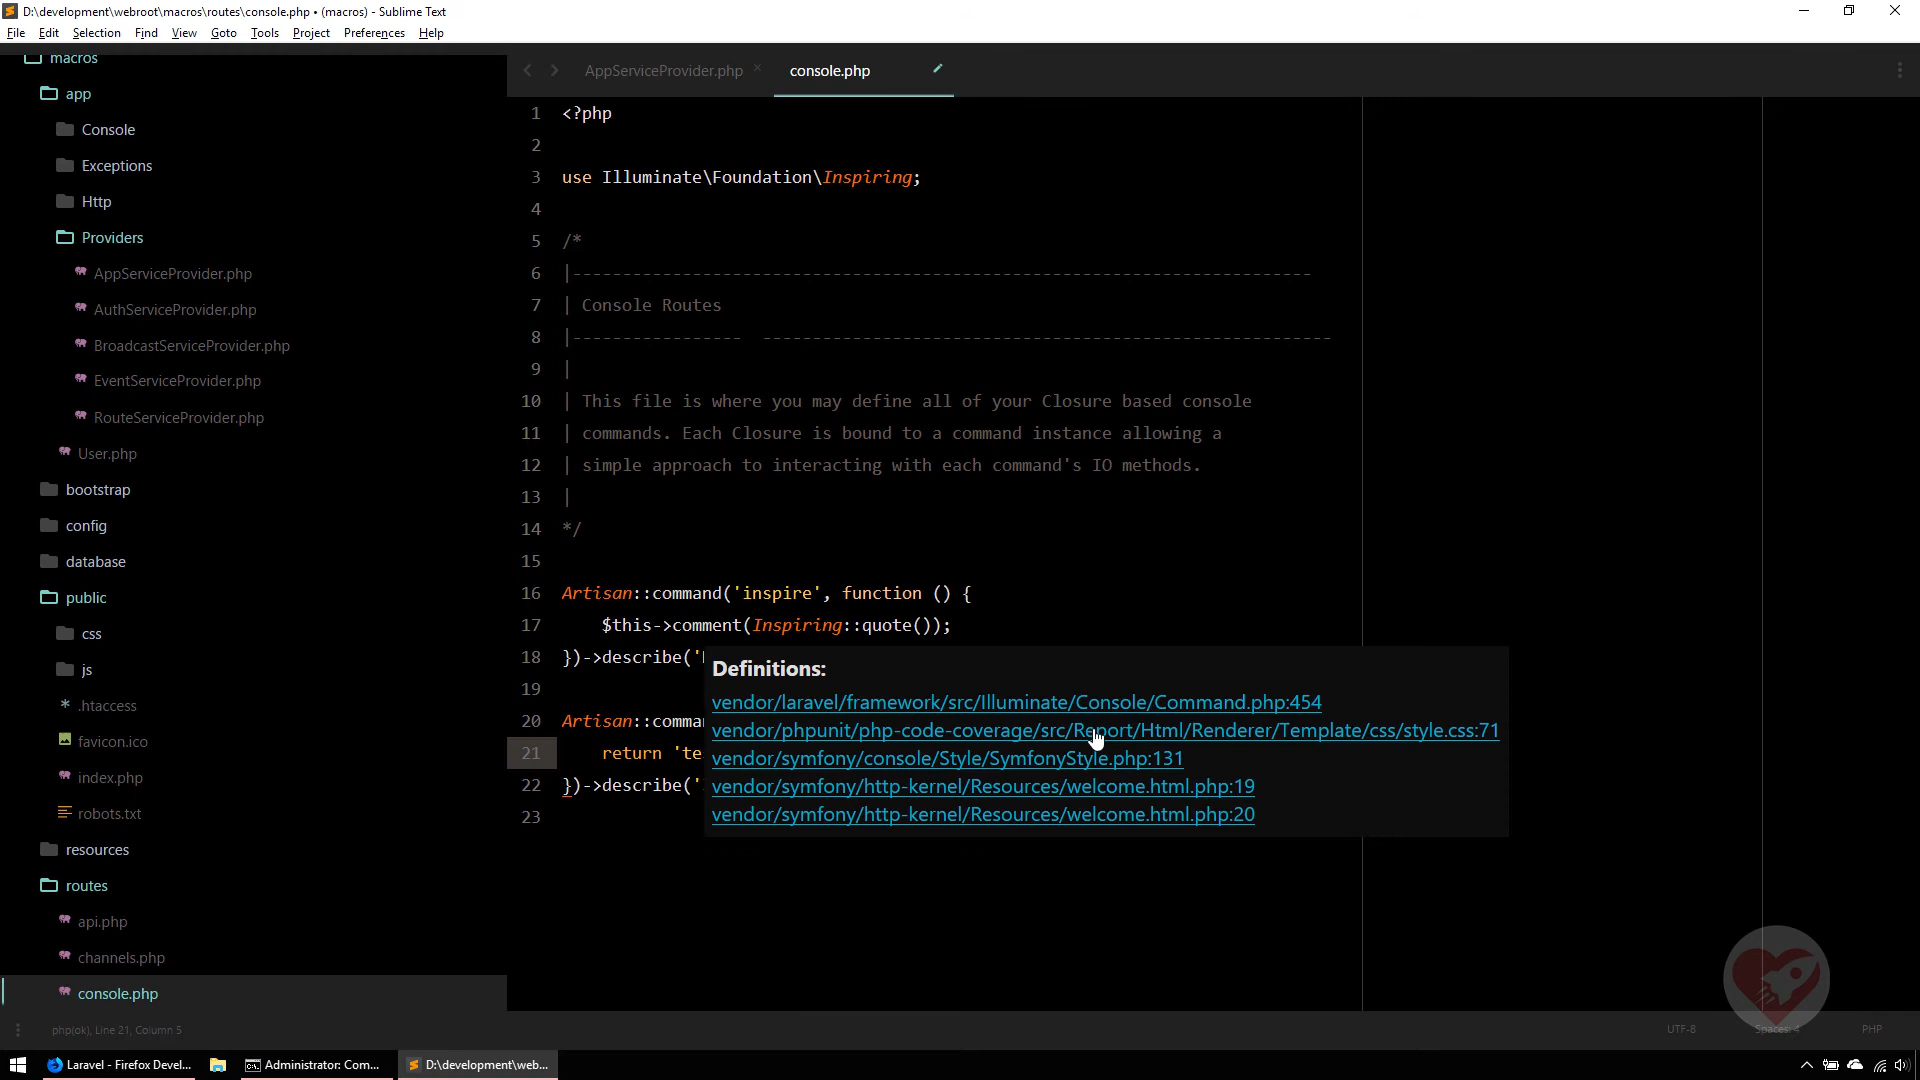 D:\development\webroot\macros\routes\console.php • (macros) - Sublime Text
File Edit Selection Find View Goto Tools Project Preferences Help
macros
app
Console
Exceptions
Http
Providers
AppServiceProvider.php
AuthServiceProvider.php
BroadcastServiceProvider.php
EventServiceProvider.php
RouteServiceProvider.php
User.php
bootstrap
config
database
public
css
js
.htaccess
favicon.ico
index.php
robots.txt
resources
routes
api.php
channels.php
console.php
AppServiceProvider.php × console.php
1 <?php
2
3 use Illuminate\Foundation\Inspiring;
4
5 /*
6 |--------------------------------------------------------------------------
7 | Console Routes
8 |-----------------  ---------------------------------------------------------
9 |
10 | This file is where you may define all of your Closure based console
11 | commands. Each Closure is bound to a command instance allowing a
12 | simple approach to interacting with each command's IO methods.
13 |
14 */
15
16 Artisan::command('inspire', function () {
17     $this->comment(Inspiring::quote());
18 })->describe('
19
20 Artisan::comma
21     return 'te
22 })->describe('
23
Definitions:
vendor/laravel/framework/src/Illuminate/Console/Command.php:454
vendor/phpunit/php-code-coverage/src/Report/Html/Renderer/Template/css/style.css:71
vendor/symfony/console/Style/SymfonyStyle.php:131
vendor/symfony/http-kernel/Resources/welcome.html.php:19
vendor/symfony/http-kernel/Resources/welcome.html.php:20
php(ok), Line 21, Column 5 UTF-8 Spaces: 4 PHP
Laravel - Firefox Devel... Administrator: Com... D:\development\web...